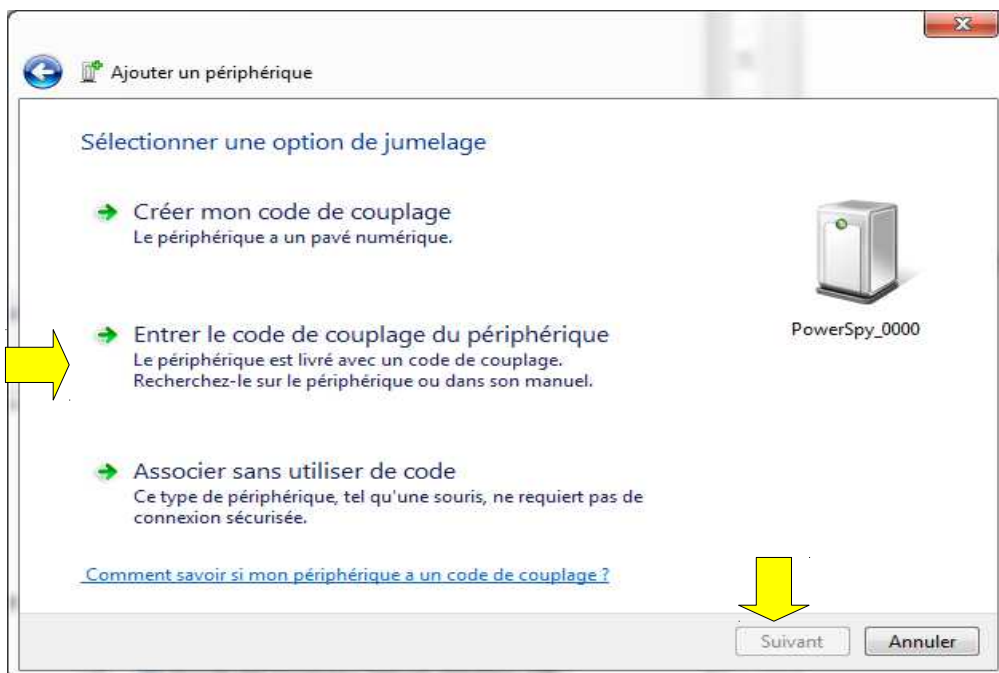 Ajouter un périphérique
Sélectionner une option de jumelage
Créer mon code de couplage
Le périphérique a un pavé numérique.
Entrer le code de couplage du périphérique
Le périphérique est livré avec un code de couplage.
Recherchez-le sur le périphérique ou dans son manuel.
PowerSpy_0000
Associer sans utiliser de code
Ce type de périphérique, tel qu'une souris, ne requiert pas de
connexion sécurisée.
Comment savoir si mon périphérique a un code de couplage ?
Suivant Annuler